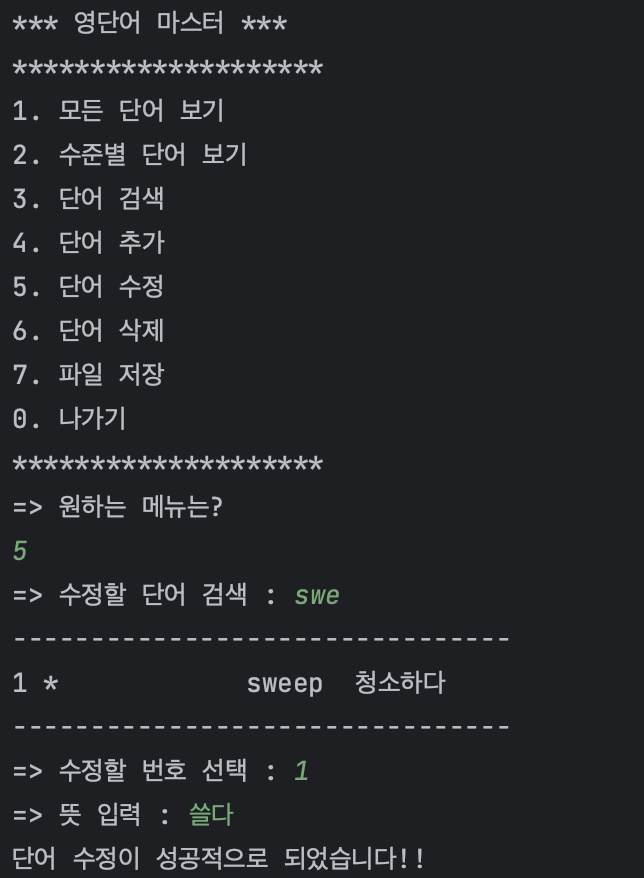 *** 영단어 마스터 ***
********************
1. 모든 단어 보기
2. 수준별 단어 보기
3. 단어 검색
4. 단어 추가
5. 단어 수정
6. 단어 삭제
7. 파일 저장
0. 나가기
********************
=> 원하는 메뉴는?
5
=> 수정할 단어 검색 : swe
--------------------------------
1 *            sweep  청소하다
--------------------------------
=> 수정할 번호 선택 : 1
=> 뜻 입력 : 쓸다
단어 수정이 성공적으로 되었습니다!!